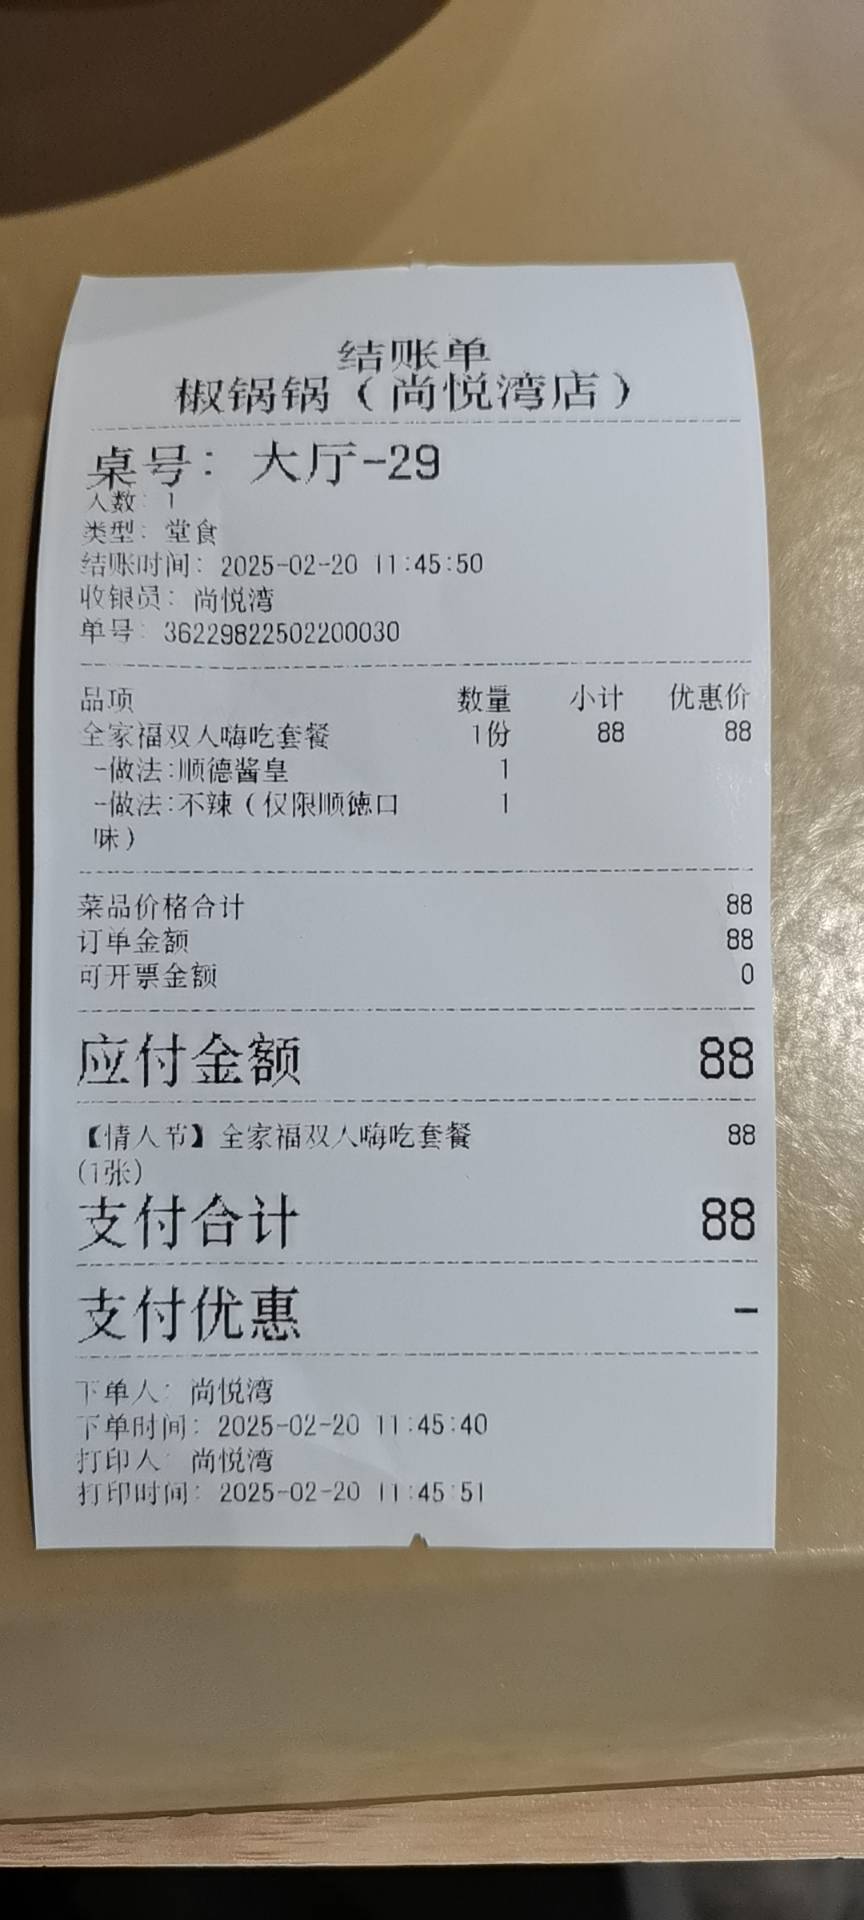 结账单
椒锅锅（尚悦湾店）
桌号：大厅-29
人数：1
类型：堂食
结账时间：2025-02-20 11:45:50
收银员：尚悦湾
单号：36229822502200030
品项 数量 小计 优惠价
全家福双人嗨吃套餐 1份 88 88
-做法:顺德酱皇 1
-做法:不辣（仅限顺德口 1
味）
菜品价格合计 88
订单金额 88
可开票金额 0
应付金额 88
【情人节】全家福双人嗨吃套餐 88
(1张)
支付合计 88
支付优惠 -
下单人：尚悦湾
下单时间：2025-02-20 11:45:40
打印人：尚悦湾
打印时间：2025-02-20 11:45:51